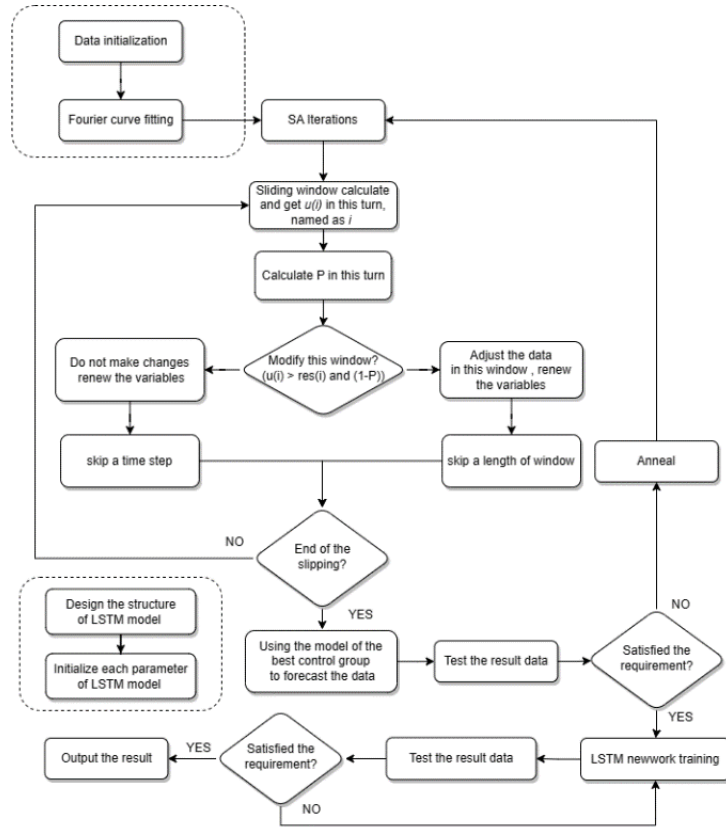 Data initialization
Fourier curve fitting
SA Iterations
Sliding window calculate
and get u(i) in this turn,
named as i
Calculate P in this turn
Modify this window?
(u(i) > res(i) and (1-P))
Do not make changes
renew the variables
Adjust the data
in this window , renew
the variables
skip a time step
skip a length of window
Anneal
NO
End of the
slipping?
YES
NO
Design the structure
of LSTM model
Initialize each parameter
of LSTM model
Using the model of the
best control group
to forecast the data
Test the result data
Satisfied the
requirement?
YES
Output the result
YES
Satisfied the
requirement?
Test the result data
LSTM newwork training
NO